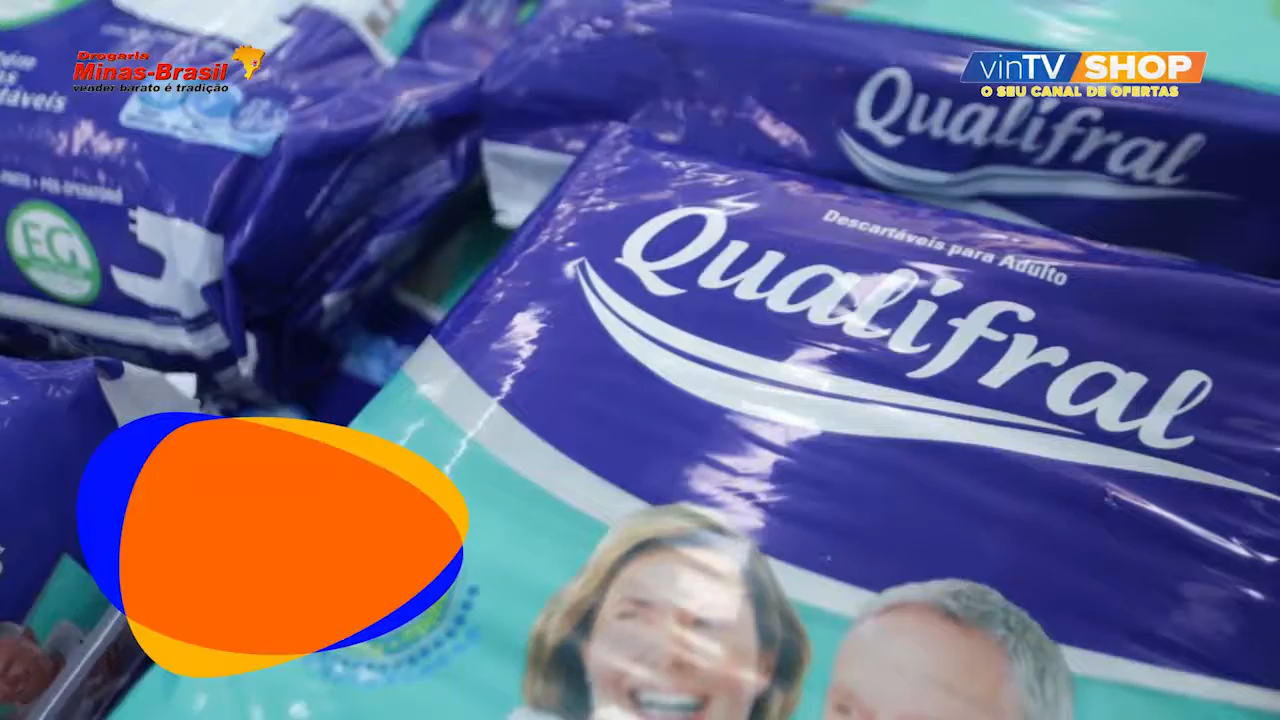 Drogaria
Minas-Brasil
vender barato é tradição
vinTV SHOP
O SEU CANAL DE OFERTAS
Qualifral
Descartáveis para Adulto
Qualifral
EG